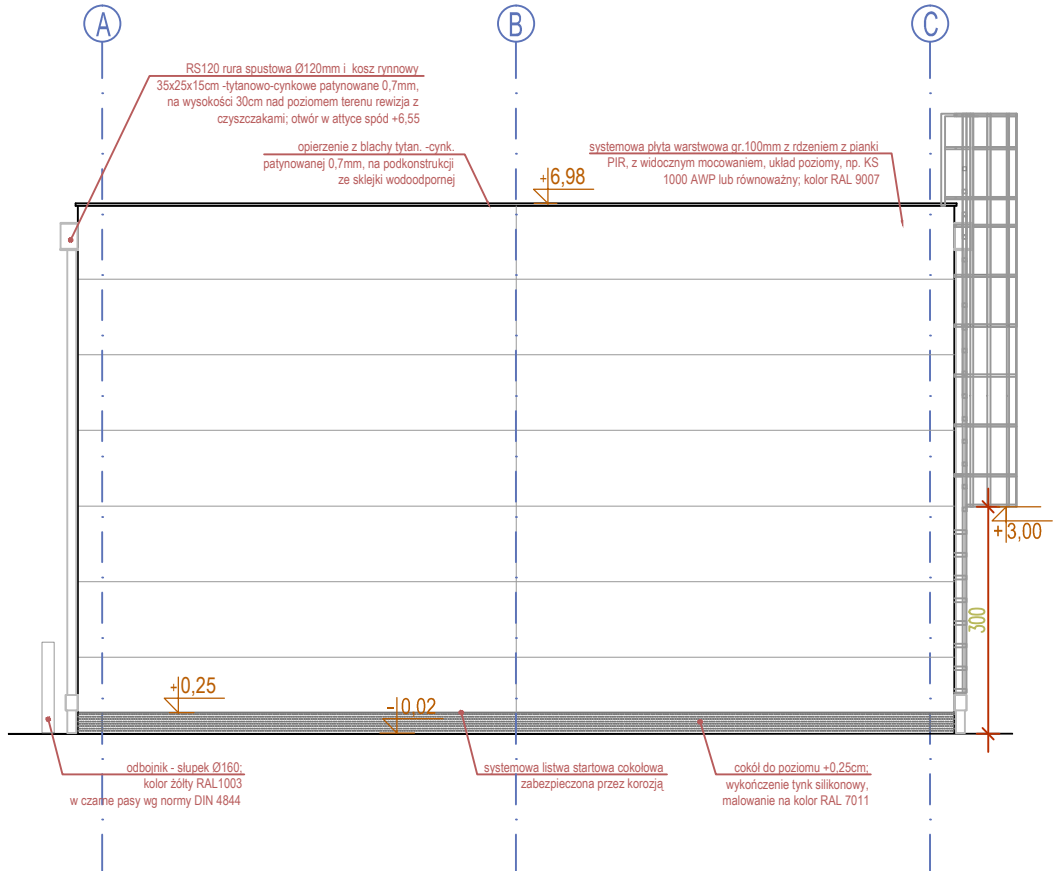 A
B
C
RS120 rura spustowa Ø120mm i kosz rynnowy
35x25x15cm -tytanowo-cynkowe patynowane 0,7mm,
na wysokości 30cm nad poziomem terenu rewizja z
czyszczakami; otwór w attyce spód +6,55
opierzenie z blachy tytan. -cynk.
patynowanej 0,7mm, na podkonstrukcji
ze sklejki wodoodpornej
systemowa płyta warstwowa gr.100mm z rdzeniem z pianki
PIR, z widocznym mocowaniem, układ poziomy, np. KS
1000 AWP lub równoważny; kolor RAL 9007
+6,98
+3,00
300
+0,25
-0,02
odbojnik - słupek Ø160;
kolor żółty RAL1003
w czarne pasy wg normy DIN 4844
systemowa listwa startowa cokołowa
zabezpieczona przez korozją
cokół do poziomu +0,25cm;
wykończenie tynk silikonowy,
malowanie na kolor RAL 7011